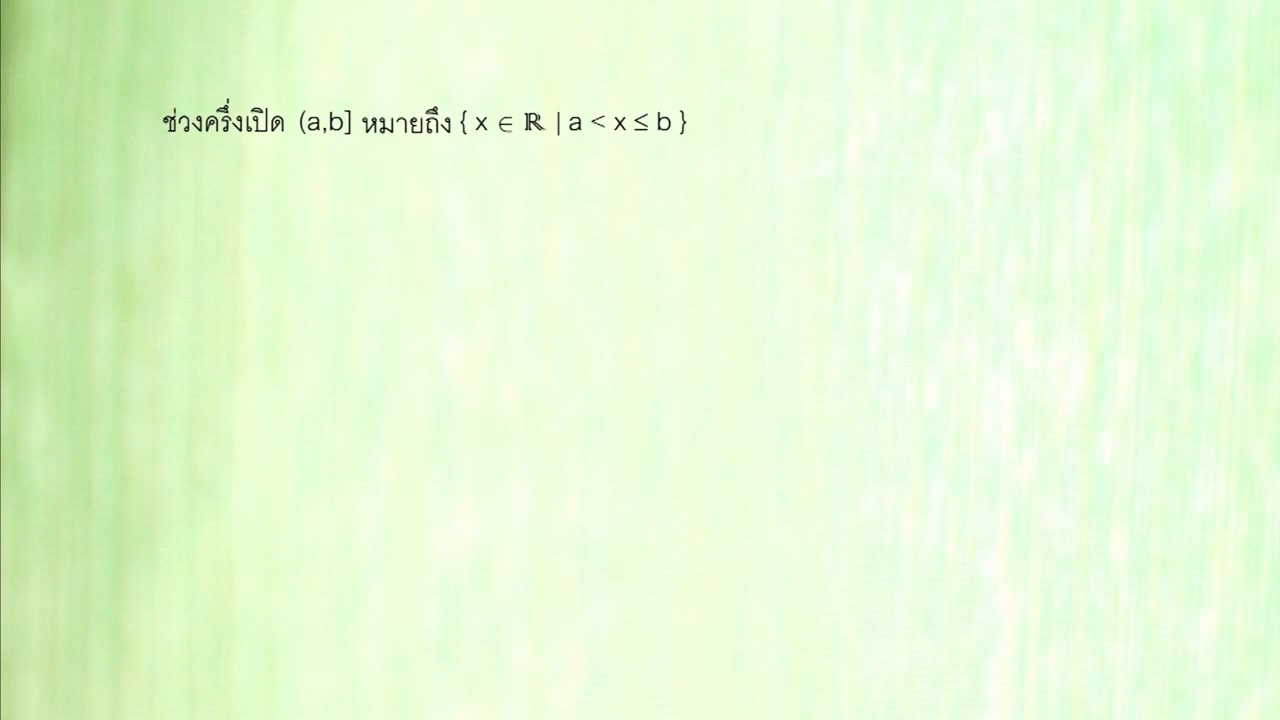 ช่วงครึ่งเปิด (a,b] หมายถึง { x ∈ ℝ | a < x ≤ b }